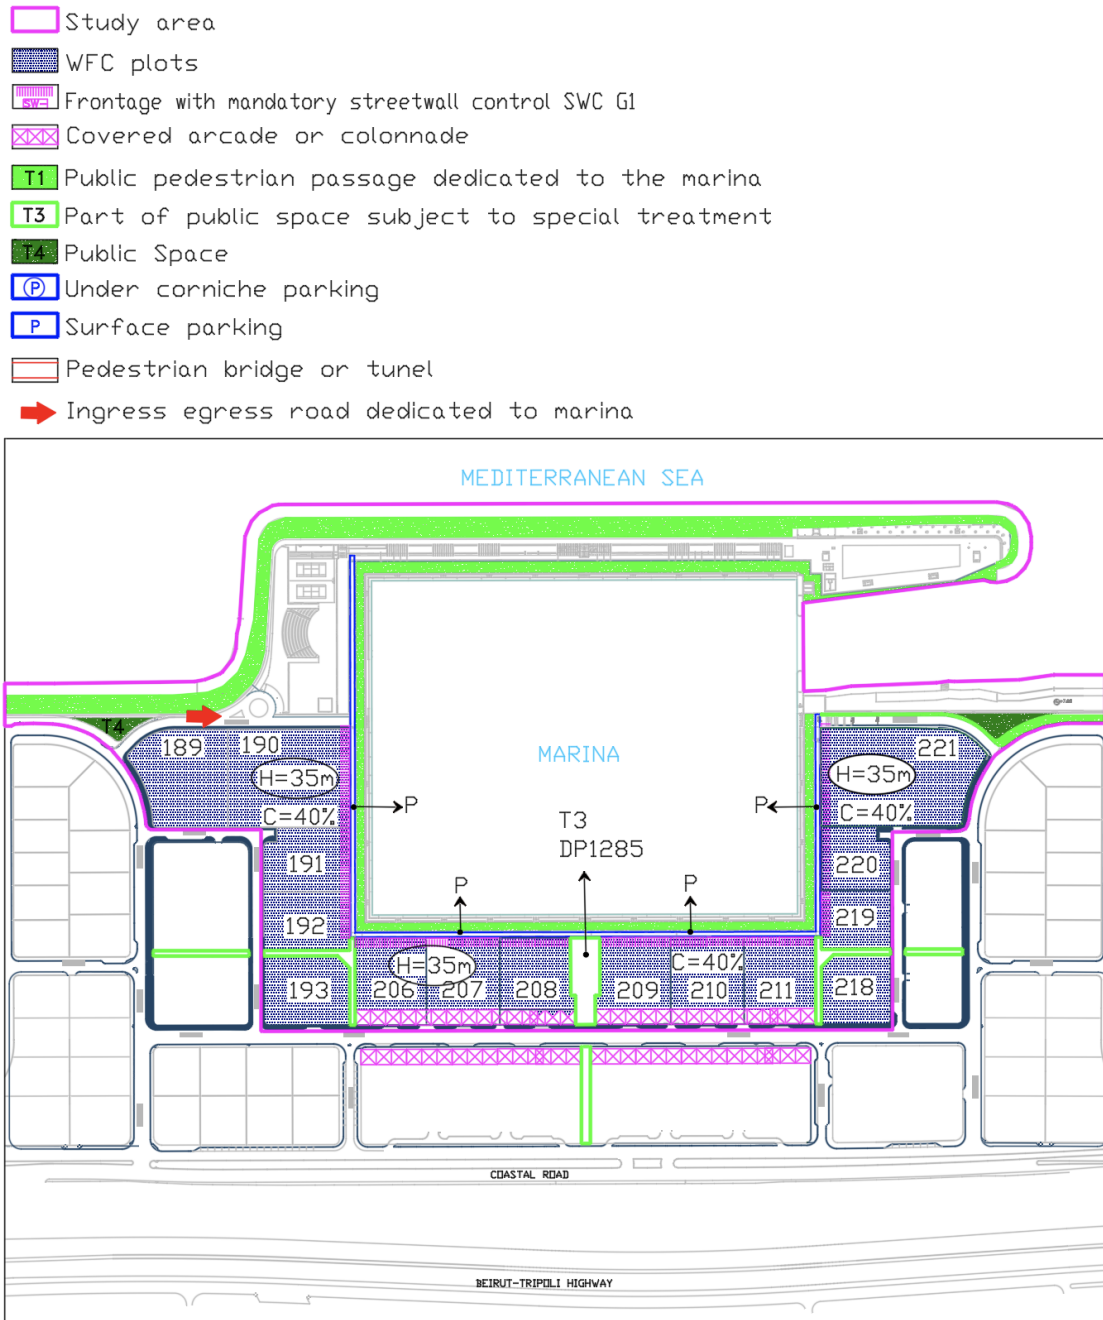 Study area
WFC plots
SW-1 Frontage with mandatory streetwall control SWC G1
Covered arcade or colonnade
T1 Public pedestrian passage dedicated to the marina
T3 Part of public space subject to special treatment
T4 Public Space
P Under corniche parking
P Surface parking
Pedestrian bridge or tunel
Ingress egress road dedicated to marina
MEDITERRANEAN SEA
T4
189 190
221
MARINA
H=35m
H=35m
P
P
C=40%
C=40%
T3
DP1285
191
220
P
P
192
219
H=35m
C=40%
193
206
207
208
209
210
211
218
COASTAL ROAD
BEIRUT-TRIPOLI HIGHWAY